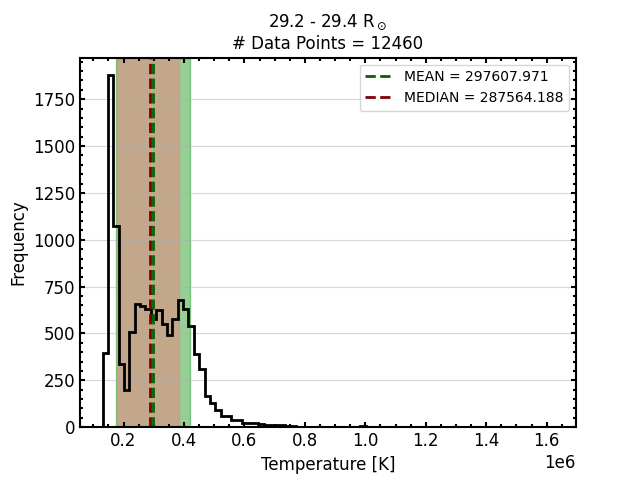 29.2 - 29.4 R⊙
# Data Points = 12460
MEAN = 297607.971
MEDIAN = 287564.188
Frequency
1750
1500
1250
1000
750
500
250
0
0.2 0.4 0.6 0.8 1.0 1.2 1.4 1.6
1e6
Temperature [K]